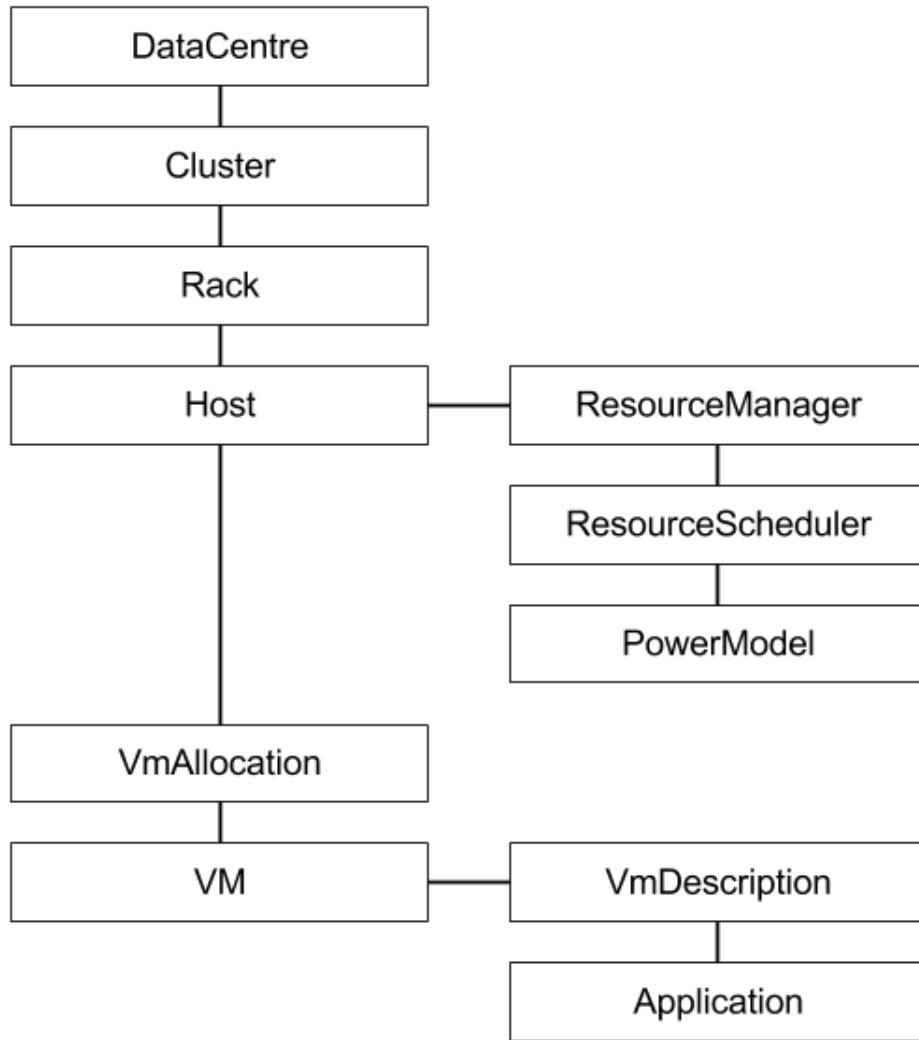 DataCentre
Cluster
Rack
Host
ResourceManager
ResourceScheduler
PowerModel
VmAllocation
VM
VmDescription
Application